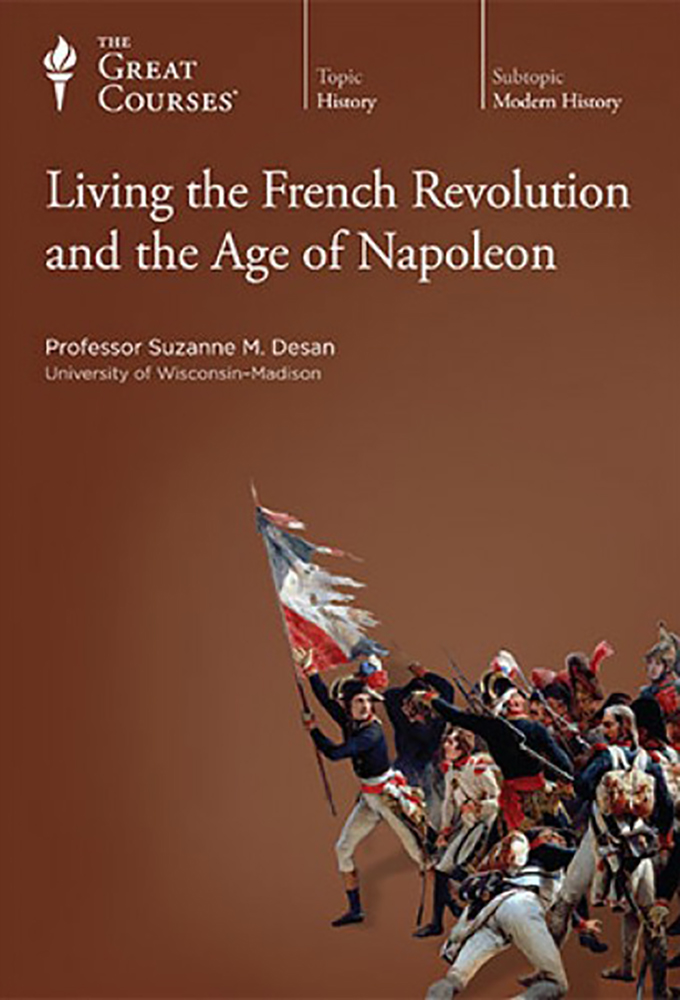 THE
GREAT
COURSES®
Topic
History
Subtopic
Modern History
Living the French Revolution
and the Age of Napoleon
Professor Suzanne M. Desan
University of Wisconsin–Madison